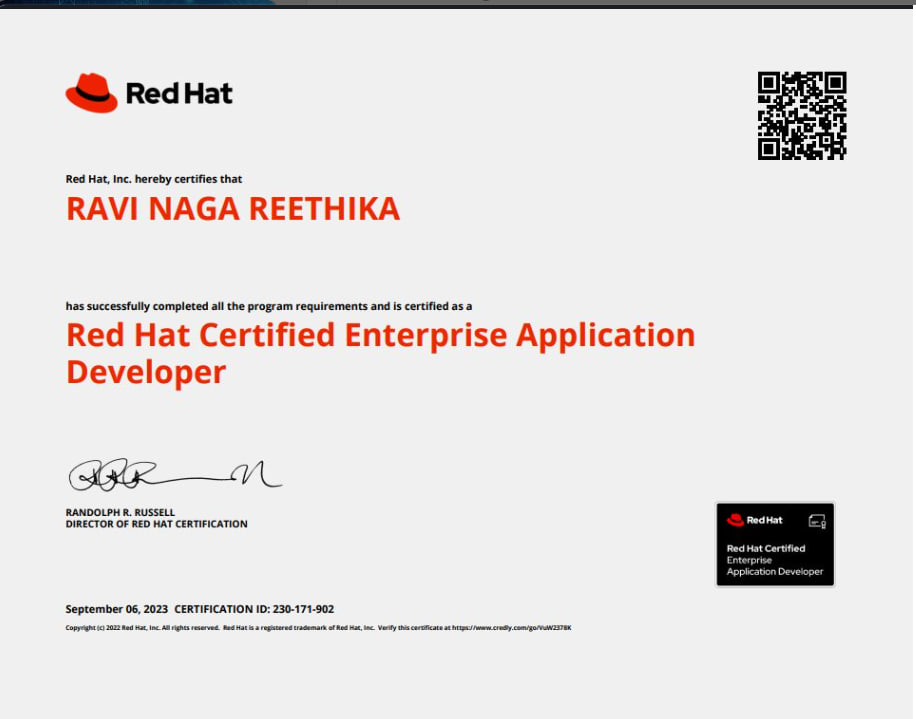 Red Hat
Red Hat, Inc. hereby certifies that
RAVI NAGA REETHIKA
has successfully completed all the program requirements and is certified as a
Red Hat Certified Enterprise Application
Developer
RANDOLPH R. RUSSELL
DIRECTOR OF RED HAT CERTIFICATION
Red Hat
Red Hat Certified
Enterprise
Application Developer
September 06, 2023 CERTIFICATION ID: 230-171-902
Copyright (c) 2022 Red Hat, Inc. All rights reserved. Red Hat is a registered trademark of Red Hat, Inc. Verify this certificate at https://www.credly.com/go/VuW2378K